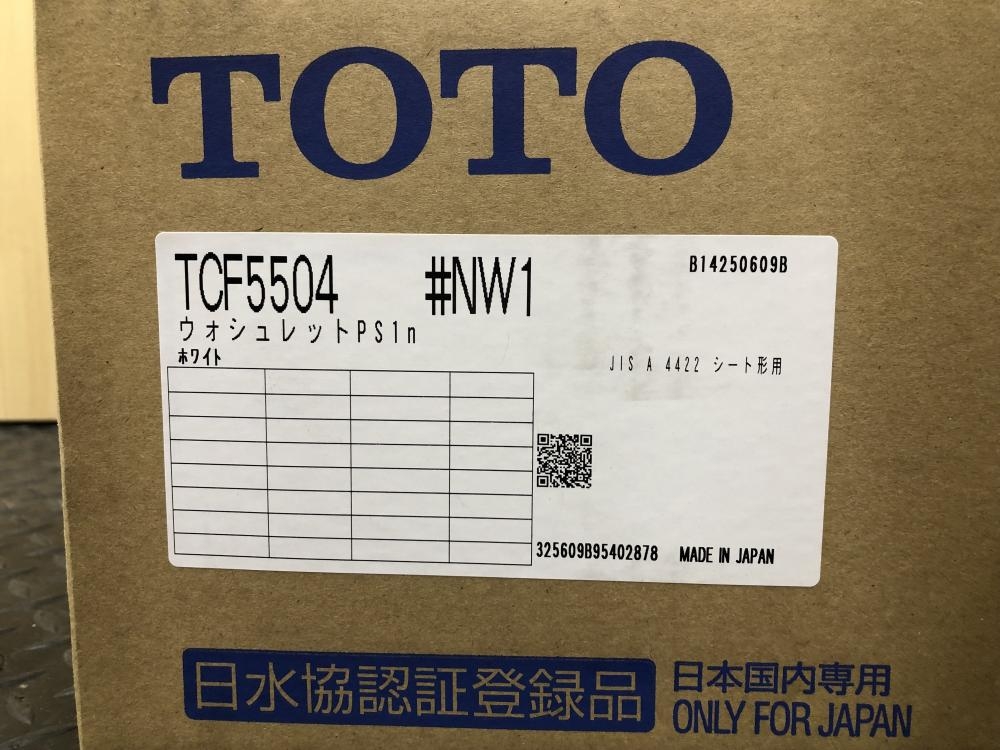 TOTO
TCF5504 #NW1
B14250609B
ウォシュレットPS1n
ホワイト
JIS A 4422 シート形用
325609B95402878 MADE IN JAPAN
日水協認証登録品
日本国内専用
ONLY FOR JAPAN